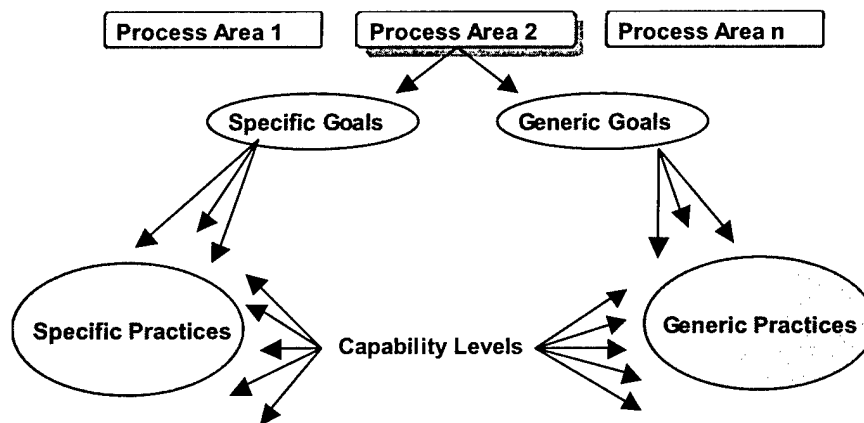 Process Area 1
Process Area 2
Process Area n
Specific Goals
Generic Goals
Specific Practices
Capability Levels
Generic Practices